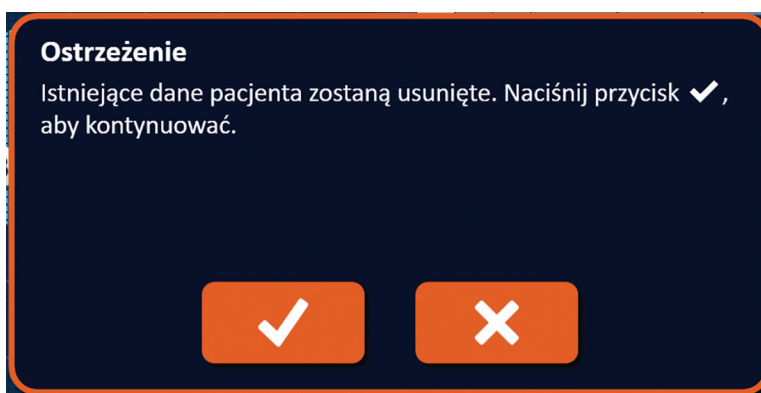 Ostrzeżenie
Istniejące dane pacjenta zostaną usunięte. Naciśnij przycisk ✔,
aby kontynuować.